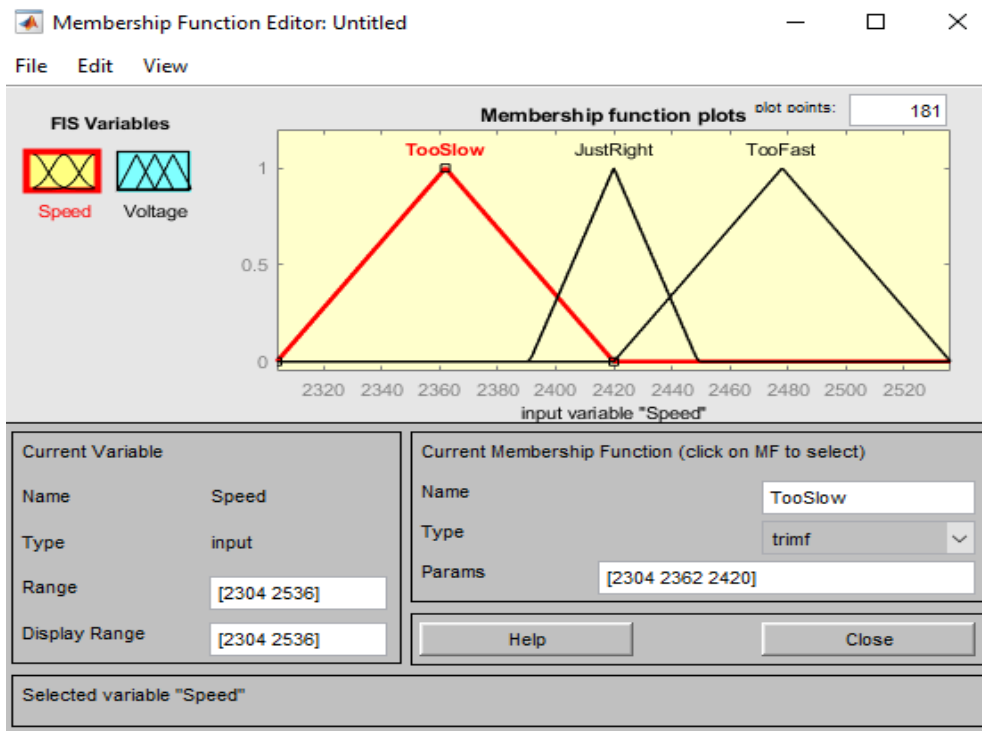 Membership Function Editor: Untitled
File Edit View
FIS Variables
Membership function plots plot points: 181
Speed Voltage
TooSlow JustRight TooFast
1
0.5
0
2320 2340 2360 2380 2400 2420 2440 2460 2480 2500 2520
input variable "Speed"
Current Variable
Name Speed
Type input
Range [2304 2536]
Display Range [2304 2536]
Current Membership Function (click on MF to select)
Name TooSlow
Type trimf
Params [2304 2362 2420]
Help Close
Selected variable "Speed"